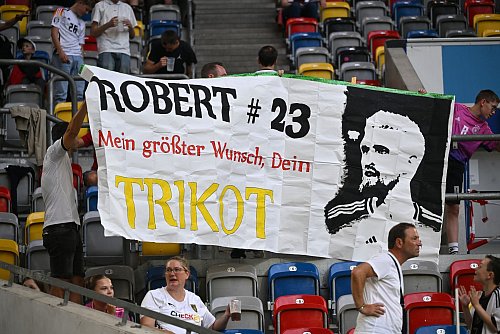 ROBERT # 23
Mein größter Wunsch, Dein
TRIKOT